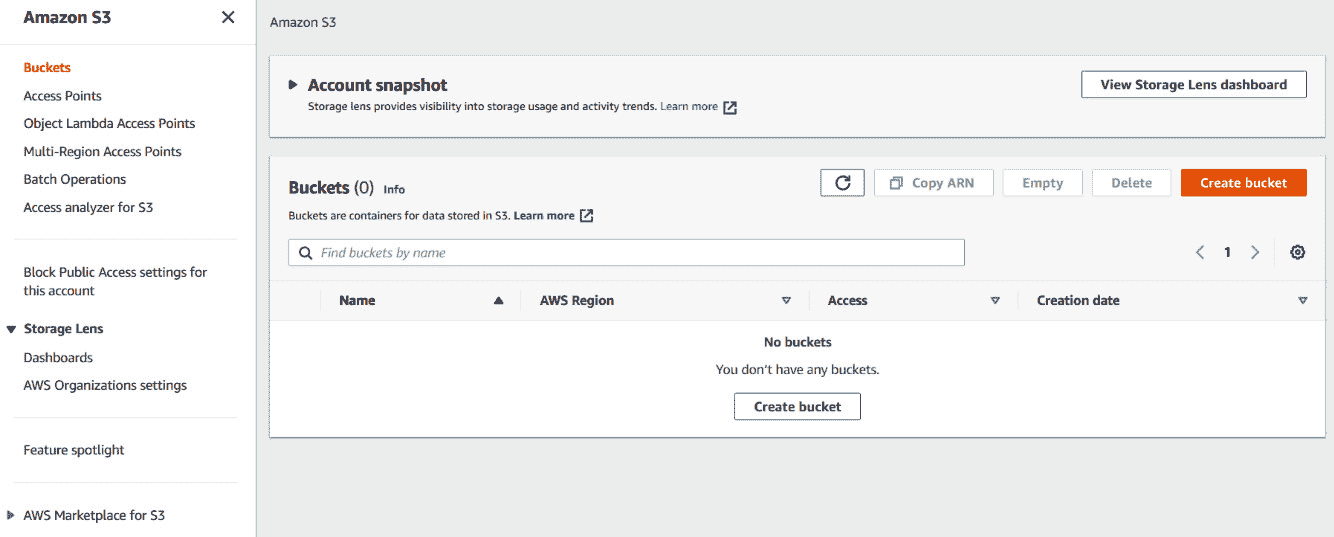 Amazon S3
Buckets
Access Points
Object Lambda Access Points
Multi-Region Access Points
Batch Operations
Access analyzer for S3
Block Public Access settings for
this account
Storage Lens
Dashboards
AWS Organizations settings
Feature spotlight
AWS Marketplace for S3
Amazon S3
Account snapshot
View Storage Lens dashboard
Storage lens provides visibility into storage usage and activity trends. Learn more
Buckets (0) Info
Copy ARN Empty Delete Create bucket
Buckets are containers for data stored in S3. Learn more
Find buckets by name
1
Name AWS Region Access Creation date
No buckets
You don't have any buckets.
Create bucket